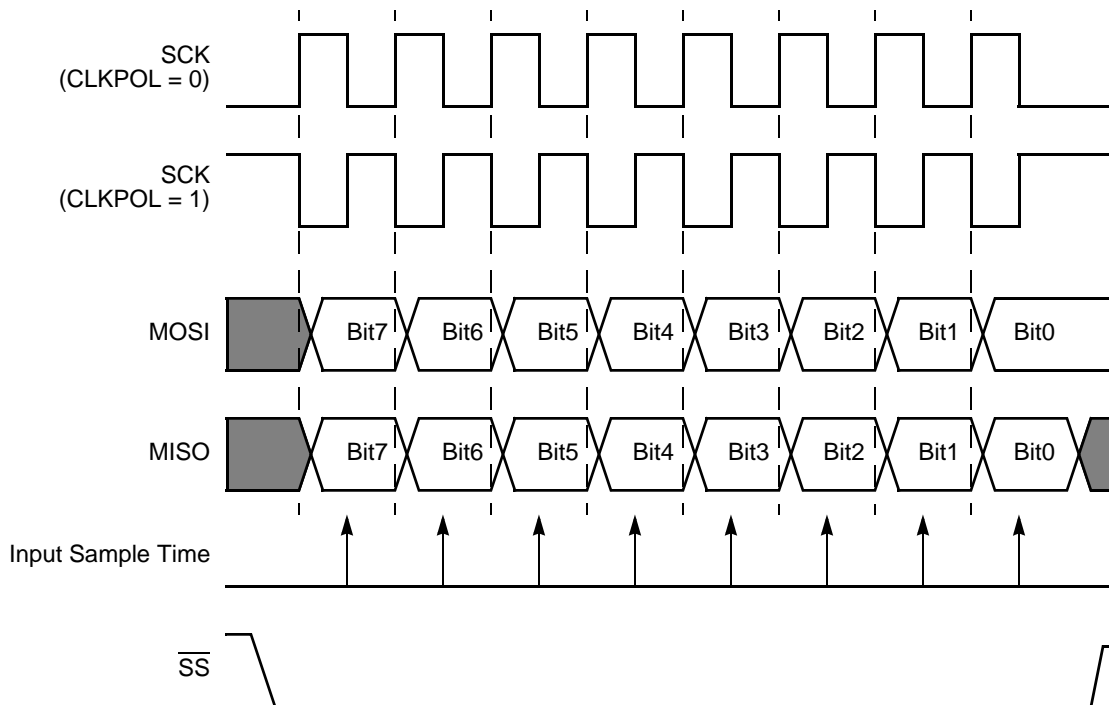 SCK
(CLKPOL = 0)
SCK
(CLKPOL = 1)
MOSI
Bit7 Bit6 Bit5 Bit4 Bit3 Bit2 Bit1 Bit0
MISO
Bit7 Bit6 Bit5 Bit4 Bit3 Bit2 Bit1 Bit0
Input Sample Time
SS